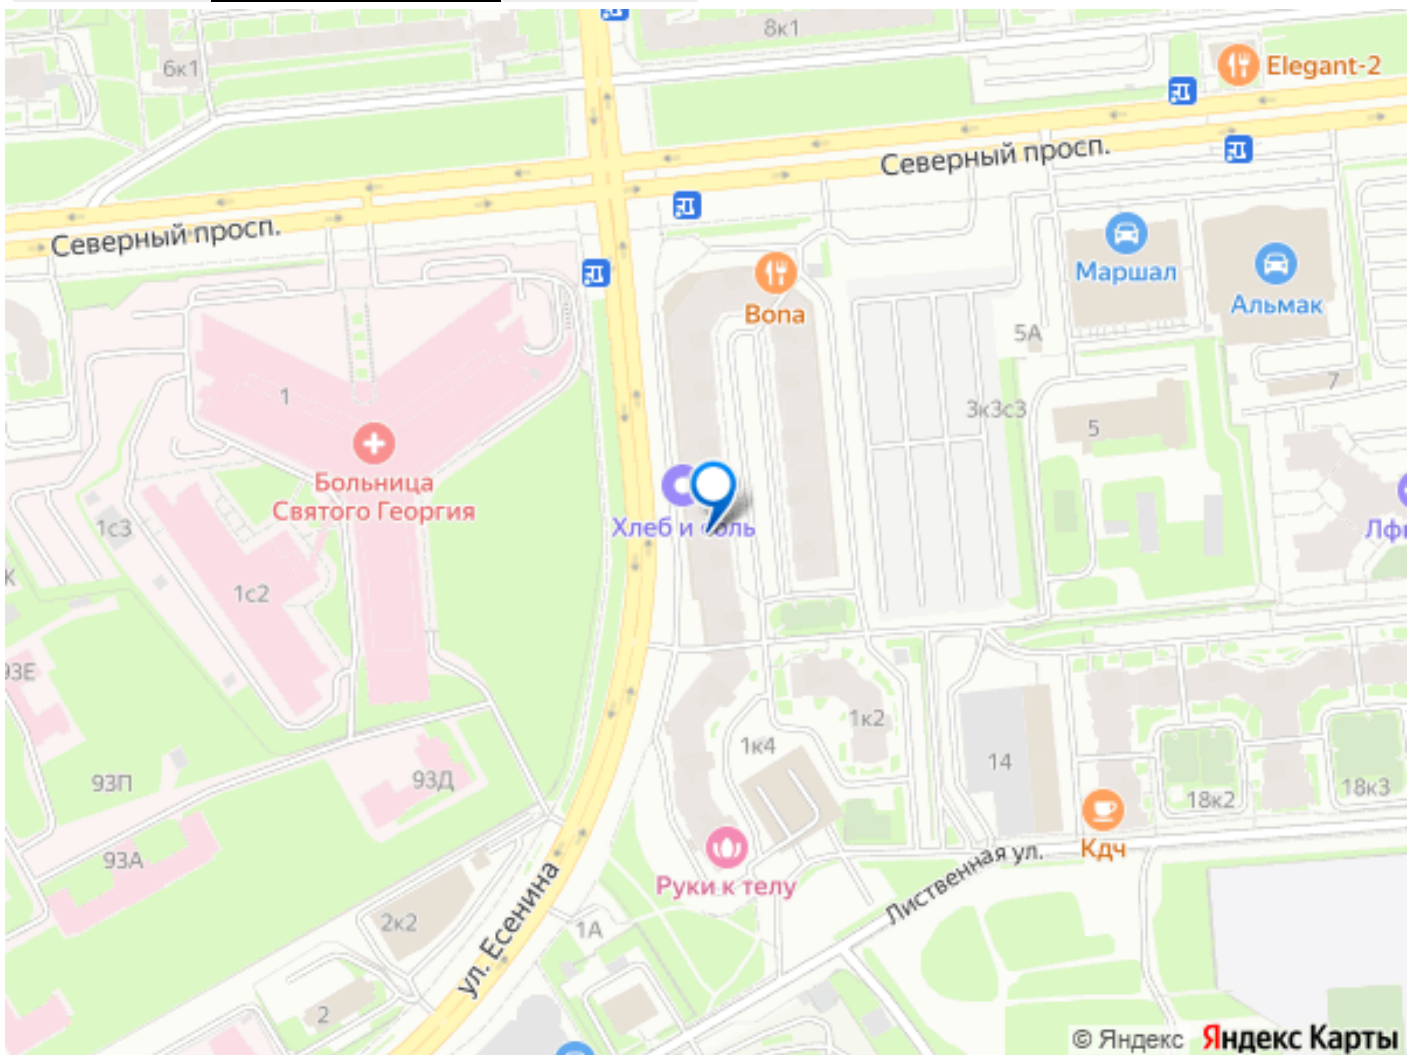 8к1
6к1
Elegant-2
Северный просп.
Северный просп.
Маршал
Bona
Альмак
5А
1
7
3к3с3
5
Больница
Святого Георгия
1с3
Хлеб и соль
1с2
93Е
1к2
1к4
14
93П
93Д
18к2
18к3
93А
Кдч
Лиственная ул.
Руки к телу
2к2
ул. Есенина
1А
2
© Яндекс Яндекс Карты